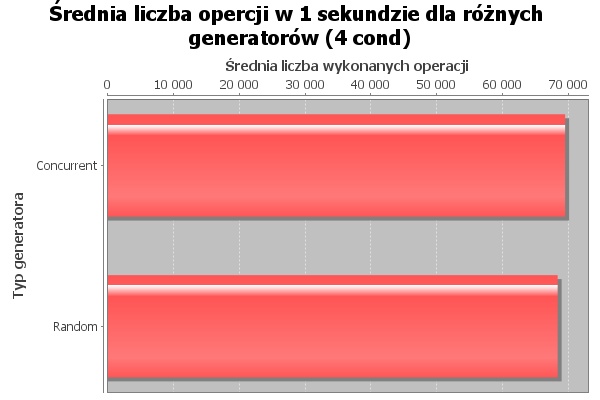 Średnia liczba opercji w 1 sekundzie dla różnych
generatorów (4 cond)
Średnia liczba wykonanych operacji
0 10 000 20 000 30 000 40 000 50 000 60 000 70 000
Concurrent
Typ generatora
Random